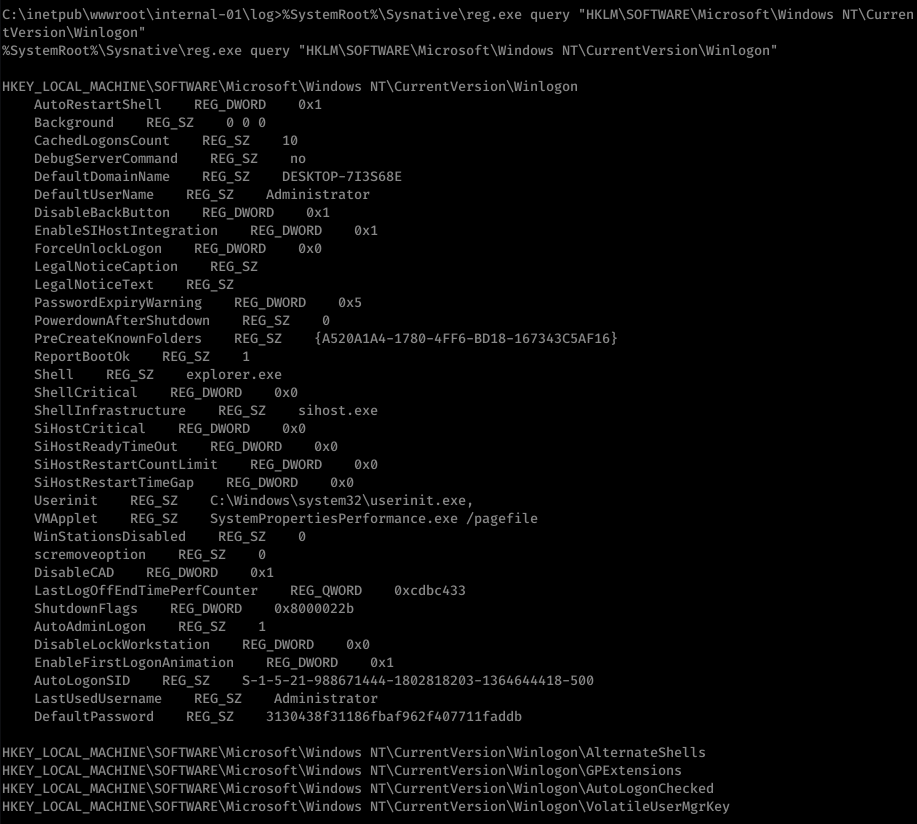 C:\inetpub\wwwroot\internal-01\log>%SystemRoot%\Sysnative\reg.exe query "HKLM\SOFTWARE\Microsoft\Windows NT\Curren
tVersion\Winlogon"
%SystemRoot%\Sysnative\reg.exe query "HKLM\SOFTWARE\Microsoft\Windows NT\CurrentVersion\Winlogon"

HKEY_LOCAL_MACHINE\SOFTWARE\Microsoft\Windows NT\CurrentVersion\Winlogon
    AutoRestartShell    REG_DWORD    0x1
    Background    REG_SZ    0 0 0
    CachedLogonsCount    REG_SZ    10
    DebugServerCommand    REG_SZ    no
    DefaultDomainName    REG_SZ    DESKTOP-7I3S68E
    DefaultUserName    REG_SZ    Administrator
    DisableBackButton    REG_DWORD    0x1
    EnableSIHostIntegration    REG_DWORD    0x1
    ForceUnlockLogon    REG_DWORD    0x0
    LegalNoticeCaption    REG_SZ
    LegalNoticeText    REG_SZ
    PasswordExpiryWarning    REG_DWORD    0x5
    PowerdownAfterShutdown    REG_SZ    0
    PreCreateKnownFolders    REG_SZ    {A520A1A4-1780-4FF6-BD18-167343C5AF16}
    ReportBootOk    REG_SZ    1
    Shell    REG_SZ    explorer.exe
    ShellCritical    REG_DWORD    0x0
    ShellInfrastructure    REG_SZ    sihost.exe
    SiHostCritical    REG_DWORD    0x0
    SiHostReadyTimeOut    REG_DWORD    0x0
    SiHostRestartCountLimit    REG_DWORD    0x0
    SiHostRestartTimeGap    REG_DWORD    0x0
    Userinit    REG_SZ    C:\Windows\system32\userinit.exe,
    VMApplet    REG_SZ    SystemPropertiesPerformance.exe /pagefile
    WinStationsDisabled    REG_SZ    0
    scremoveoption    REG_SZ    0
    DisableCAD    REG_DWORD    0x1
    LastLogOffEndTimePerfCounter    REG_QWORD    0xcdbc433
    ShutdownFlags    REG_DWORD    0x8000022b
    AutoAdminLogon    REG_SZ    1
    DisableLockWorkstation    REG_DWORD    0x0
    EnableFirstLogonAnimation    REG_DWORD    0x1
    AutoLogonSID    REG_SZ    S-1-5-21-988671444-1802818203-1364644418-500
    LastUsedUsername    REG_SZ    Administrator
    DefaultPassword    REG_SZ    3130438f31186fbaf962f407711faddb

HKEY_LOCAL_MACHINE\SOFTWARE\Microsoft\Windows NT\CurrentVersion\Winlogon\AlternateShells
HKEY_LOCAL_MACHINE\SOFTWARE\Microsoft\Windows NT\CurrentVersion\Winlogon\GPExtensions
HKEY_LOCAL_MACHINE\SOFTWARE\Microsoft\Windows NT\CurrentVersion\Winlogon\AutoLogonChecked
HKEY_LOCAL_MACHINE\SOFTWARE\Microsoft\Windows NT\CurrentVersion\Winlogon\VolatileUserMgrKey